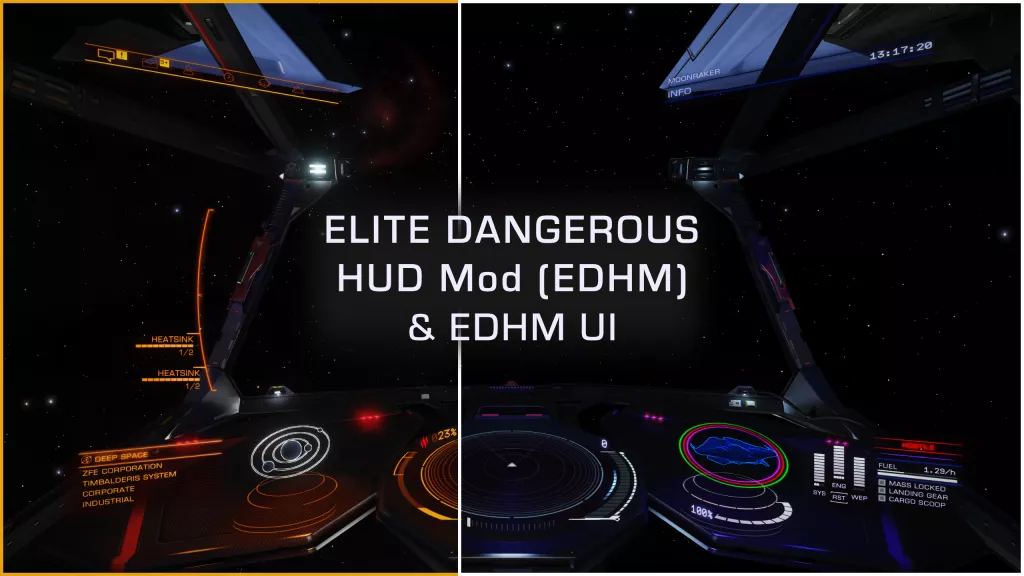 MOONRAKER
INFO
13:17:20
ELITE DANGEROUS
HUD Mod (EDHM)
& EDHM UI
HEATSINK
1/2
HEATSINK
1/2
DEEP SPACE
ZFE CORPORATION
TIMBALDERIS SYSTEM
CORPORATE
INDUSTRIAL
023%
0
100%
SYS
ENG
RST
WEP
FUEL
1.29/h
MASS LOCKED
LANDING GEAR
CARGO SCOOP